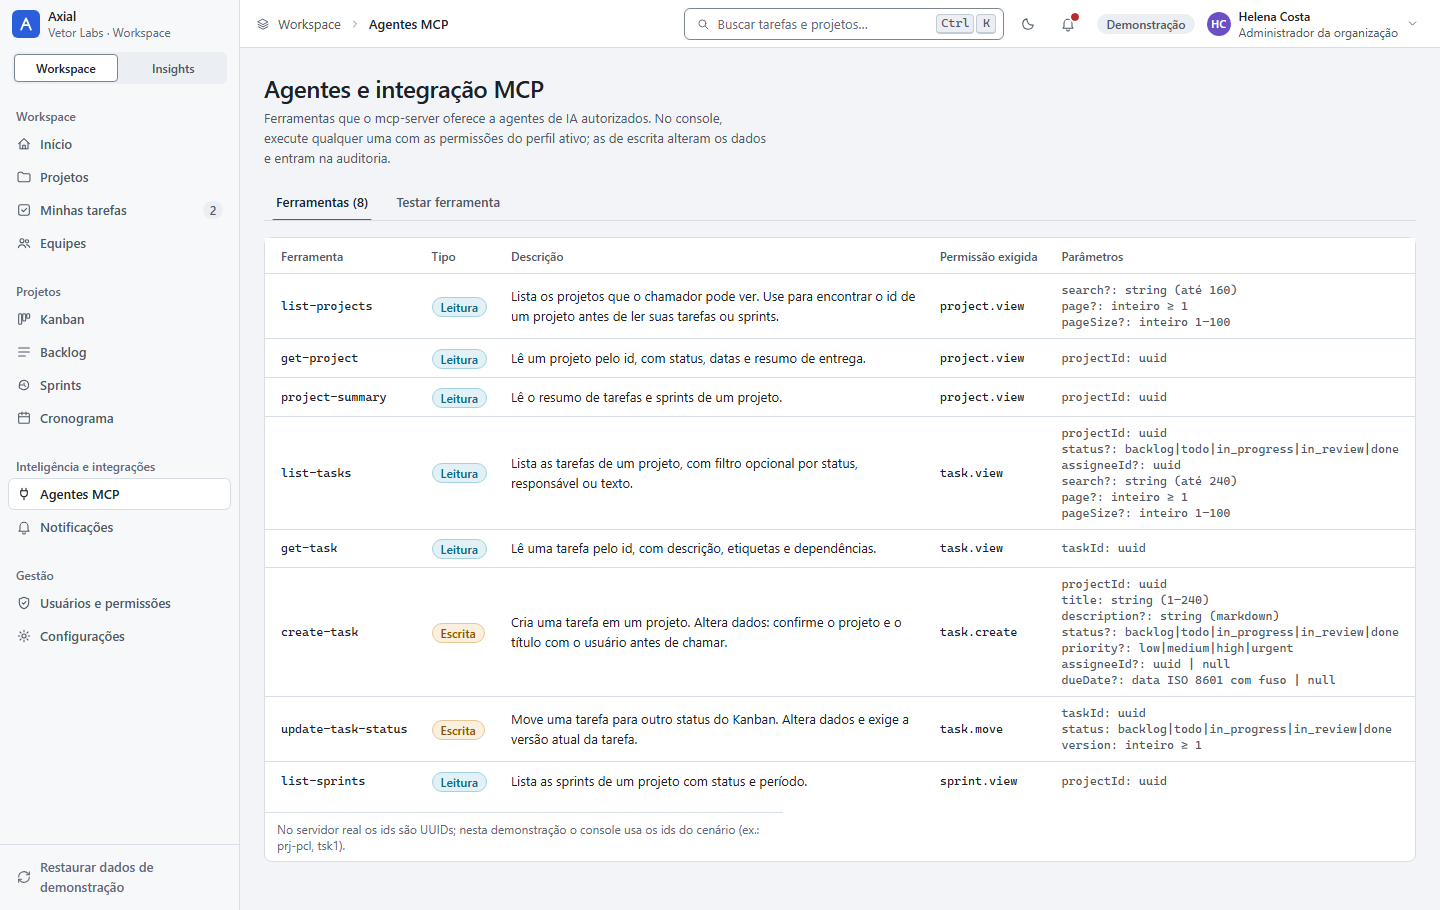 Axial
Vetor Labs · Workspace
Workspace
Insights
Workspace
Início
Projetos
Minhas tarefas
2
Equipes
Projetos
Kanban
Backlog
Sprints
Cronograma
Inteligência e integrações
Agentes MCP
Notificações
Gestão
Usuários e permissões
Configurações
Restaurar dados de
demonstração
Workspace > Agentes MCP
Buscar tarefas e projetos...
Ctrl K
Demonstração
HC
Helena Costa
Administrador da organização
Agentes e integração MCP
Ferramentas que o mcp-server oferece a agentes de IA autorizados. No console,
execute qualquer uma com as permissões do perfil ativo; as de escrita alteram os dados
e entram na auditoria.
Ferramentas (8)
Testar ferramenta
Ferramenta
Tipo
Descrição
Permissão exigida
Parâmetros
list-projects
Leitura
Lista os projetos que o chamador pode ver. Use para encontrar o id de
um projeto antes de ler suas tarefas ou sprints.
project.view
search?: string (até 160)
page?: inteiro ≥ 1
pageSize?: inteiro 1–100
get-project
Leitura
Lê um projeto pelo id, com status, datas e resumo de entrega.
project.view
projectId: uuid
project-summary
Leitura
Lê o resumo de tarefas e sprints de um projeto.
project.view
projectId: uuid
list-tasks
Leitura
Lista as tarefas de um projeto, com filtro opcional por status,
responsável ou texto.
task.view
projectId: uuid
status?: backlog|todo|in_progress|in_review|done
assigneeId?: uuid
search?: string (até 240)
page?: inteiro ≥ 1
pageSize?: inteiro 1–100
get-task
Leitura
Lê uma tarefa pelo id, com descrição, etiquetas e dependências.
task.view
taskId: uuid
create-task
Escrita
Cria uma tarefa em um projeto. Altera dados: confirme o projeto e o
título com o usuário antes de chamar.
task.create
projectId: uuid
title: string (1–240)
description?: string (markdown)
status?: backlog|todo|in_progress|in_review|done
priority?: low|medium|high|urgent
assigneeId?: uuid | null
dueDate?: data ISO 8601 com fuso | null
update-task-status
Escrita
Move uma tarefa para outro status do Kanban. Altera dados e exige a
versão atual da tarefa.
task.move
taskId: uuid
status: backlog|todo|in_progress|in_review|done
version: inteiro ≥ 1
list-sprints
Leitura
Lista as sprints de um projeto com status e período.
sprint.view
projectId: uuid
No servidor real os ids são UUIDs; nesta demonstração o console usa os ids do cenário (ex.:
prj-pcl, tsk1).